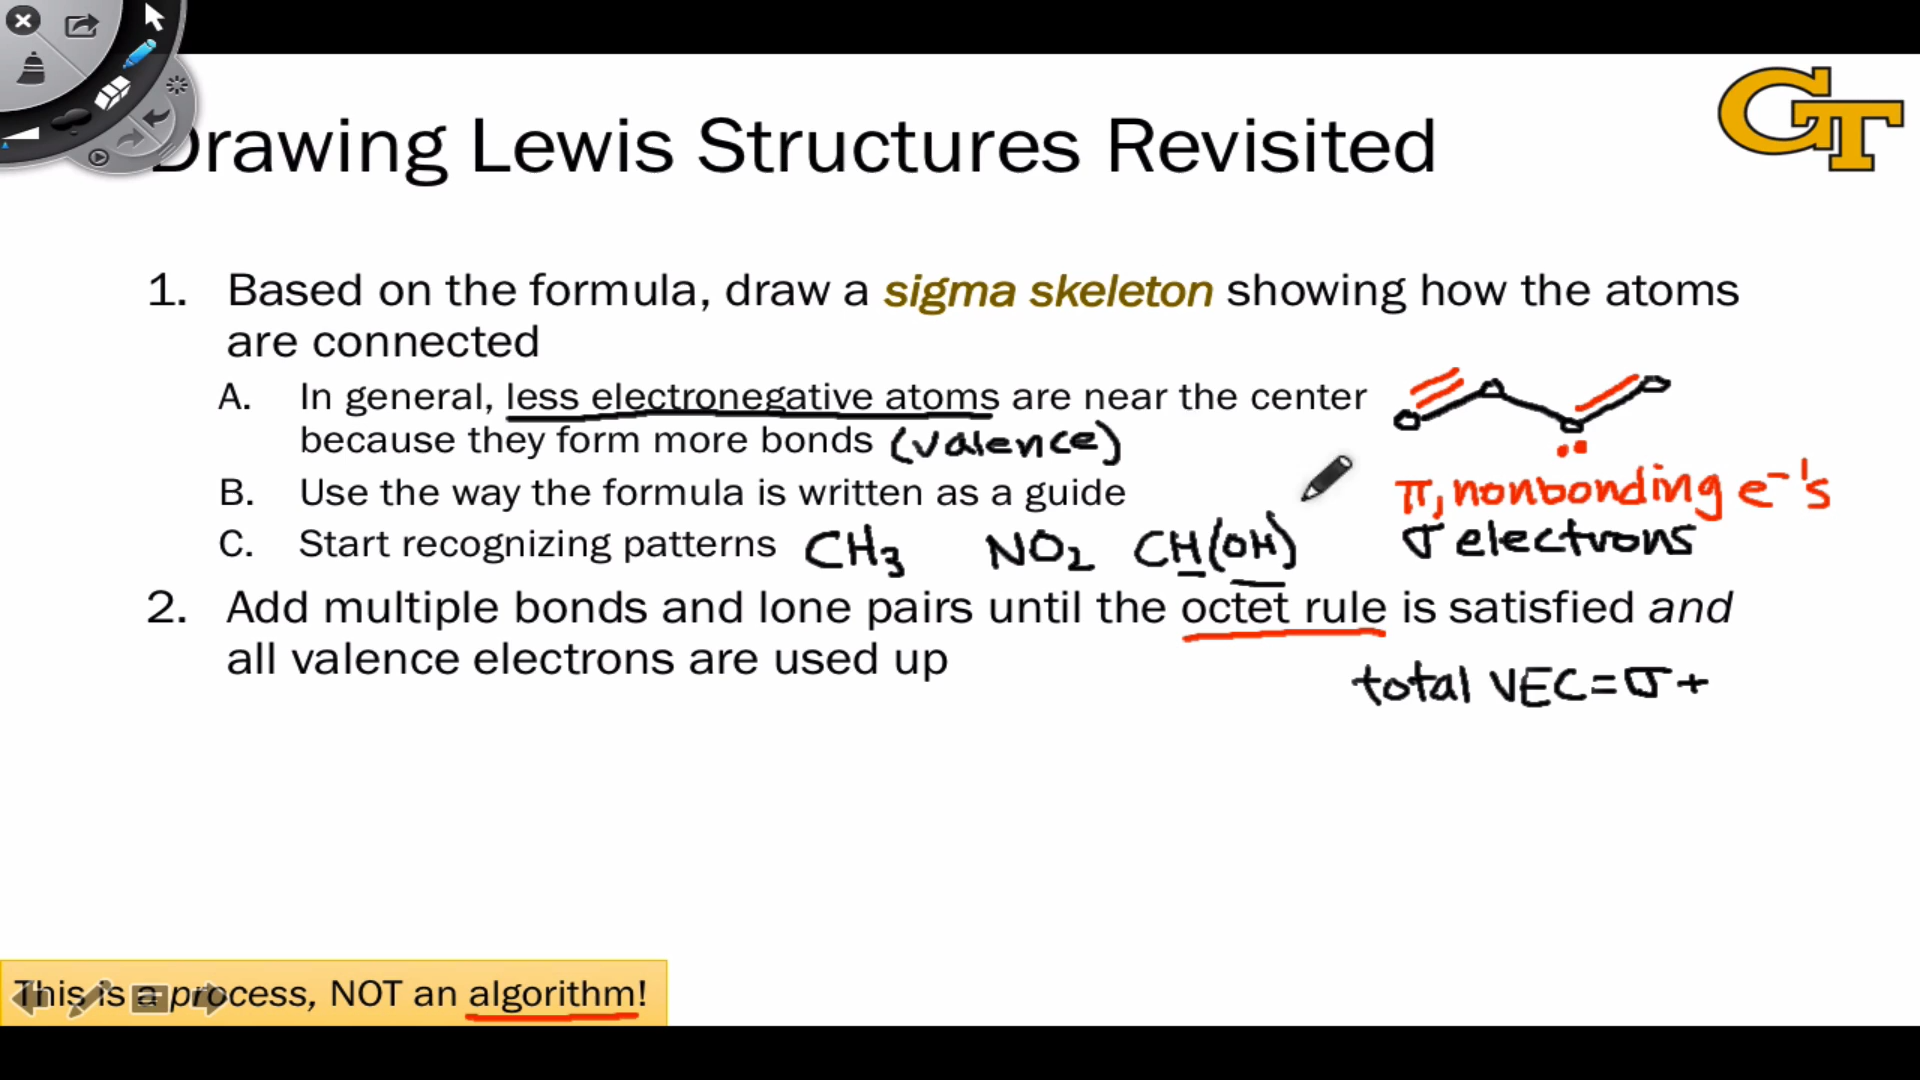 GT
Drawing Lewis Structures Revisited
1. Based on the formula, draw a sigma skeleton showing how the atoms
are connected
A. In general, less electronegative atoms are near the center
because they form more bonds (valence)
B. Use the way the formula is written as a guide
π, nonbonding e⁻'s
C. Start recognizing patterns CH₃ NO₂ CH(OH)
σ electrons
2. Add multiple bonds and lone pairs until the octet rule is satisfied and
all valence electrons are used up
total VEC = σ +
This is a process, NOT an algorithm!